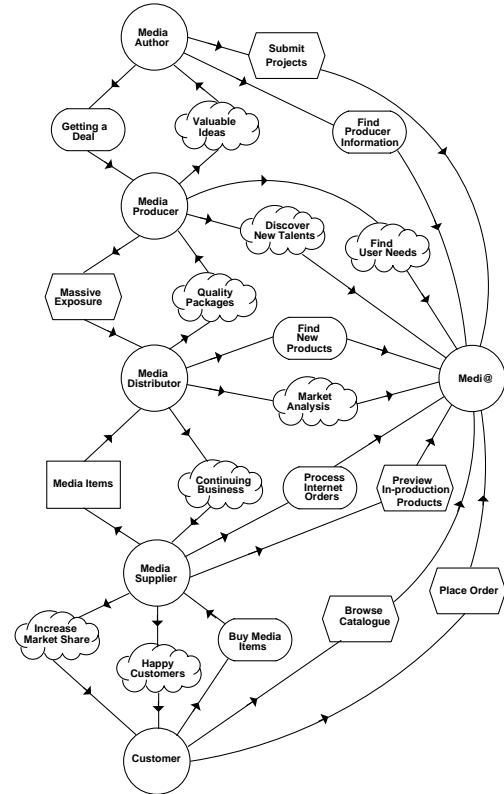 Media
Author
Submit
Projects
Getting a
Deal
Valuable
Ideas
Find
Producer
Information
Media
Producer
Discover
New Talents
Find
User Needs
Massive
Exposure
Quality
Packages
Find
New
Products
Media
Distributor
Medi@
Market
Analysis
Media Items
Continuing
Business
Process
Internet
Orders
Preview
In-production
Products
Media
Supplier
Place Order
Browse
Catalogue
Increase
Market Share
Buy Media
Items
Happy
Customers
Customer